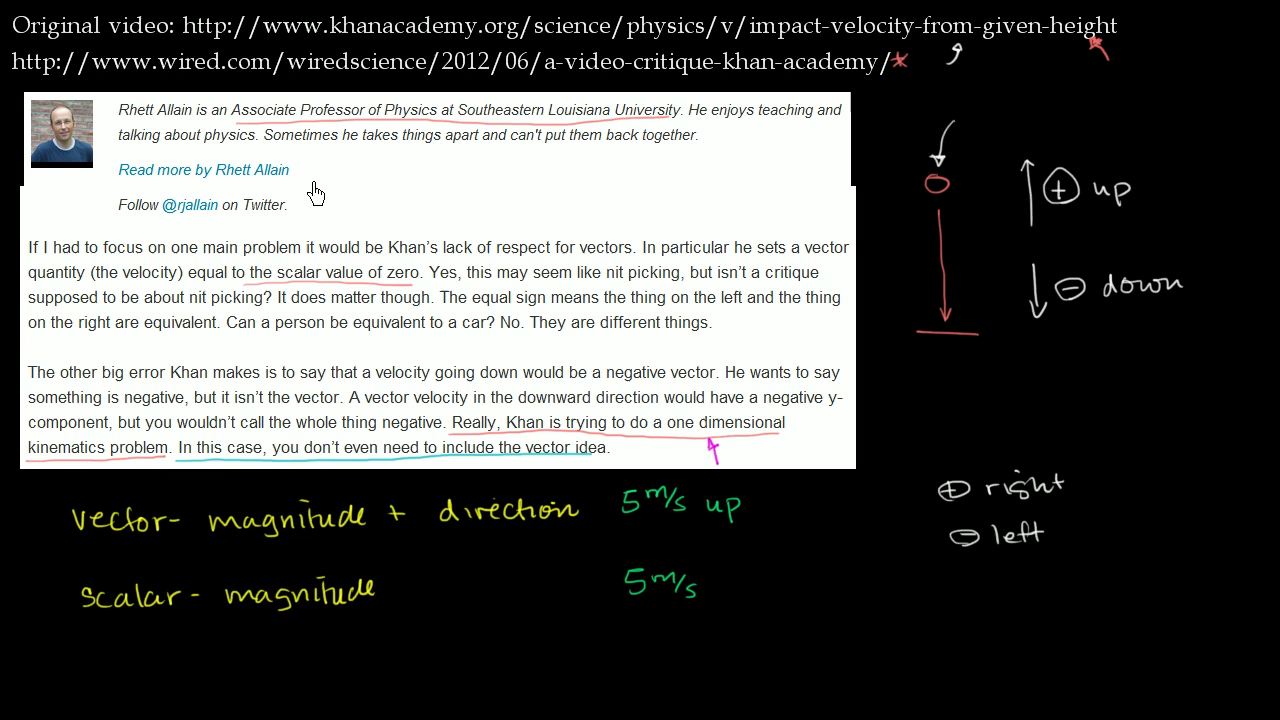 Original video: http://www.khanacademy.org/science/physics/v/impact-velocity-from-given-height
http://www.wired.com/wiredscience/2012/06/a-video-critique-khan-academy/*
Rhett Allain is an Associate Professor of Physics at Southeastern Louisiana University. He enjoys teaching and
talking about physics. Sometimes he takes things apart and can't put them back together.
Read more by Rhett Allain
Follow @rjallain on Twitter.
If I had to focus on one main problem it would be Khan's lack of respect for vectors. In particular he sets a vector
quantity (the velocity) equal to the scalar value of zero. Yes, this may seem like nit picking, but isn't a critique
supposed to be about nit picking? It does matter though. The equal sign means the thing on the left and the thing
on the right are equivalent. Can a person be equivalent to a car? No. They are different things.
The other big error Khan makes is to say that a velocity going down would be a negative vector. He wants to say
something is negative, but it isn't the vector. A vector velocity in the downward direction would have a negative y-
component, but you wouldn't call the whole thing negative. Really, Khan is trying to do a one dimensional
kinematics problem. In this case, you don't even need to include the vector idea.
+ up
- down
+ right
- left
vector- magnitude + direction 5 m/s up
scalar - magnitude 5 m/s